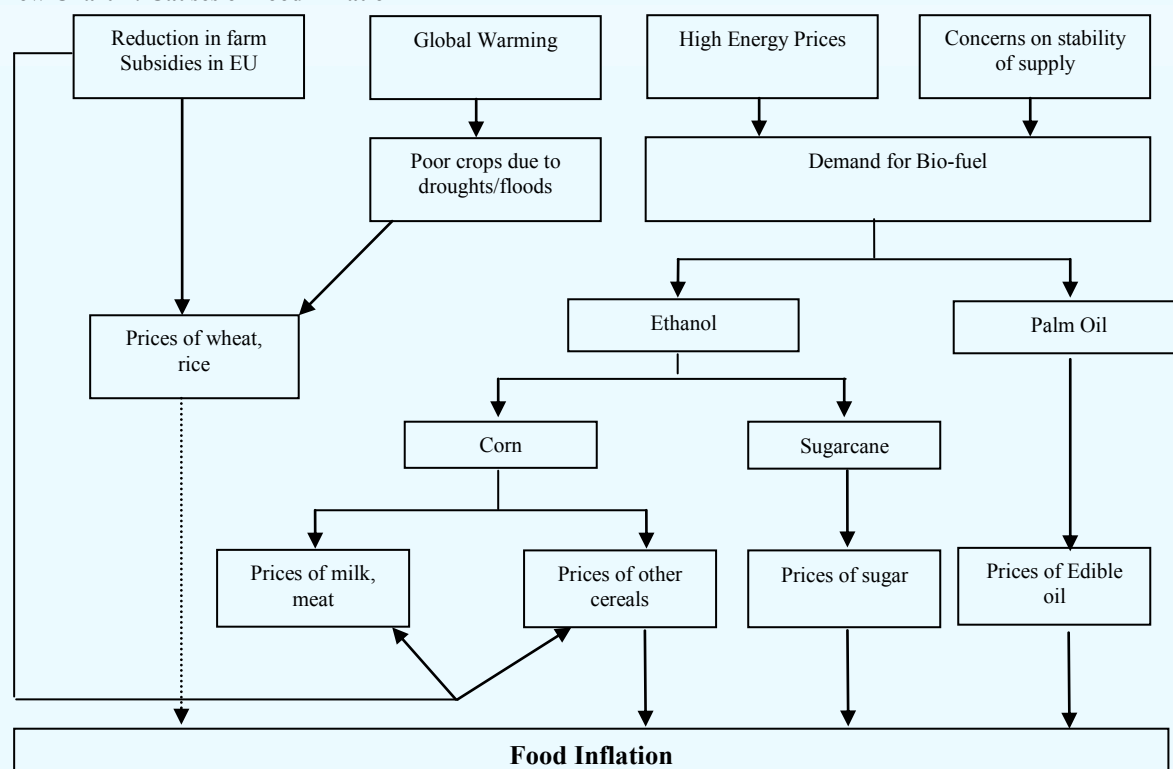 Reduction in farm
Subsidies in EU
Global Warming
High Energy Prices
Concerns on stability
of supply
Poor crops due to
droughts/floods
Demand for Bio-fuel
Prices of wheat,
rice
Ethanol
Palm Oil
Corn
Sugarcane
Prices of milk,
meat
Prices of other
cereals
Prices of sugar
Prices of Edible
oil
Food Inflation